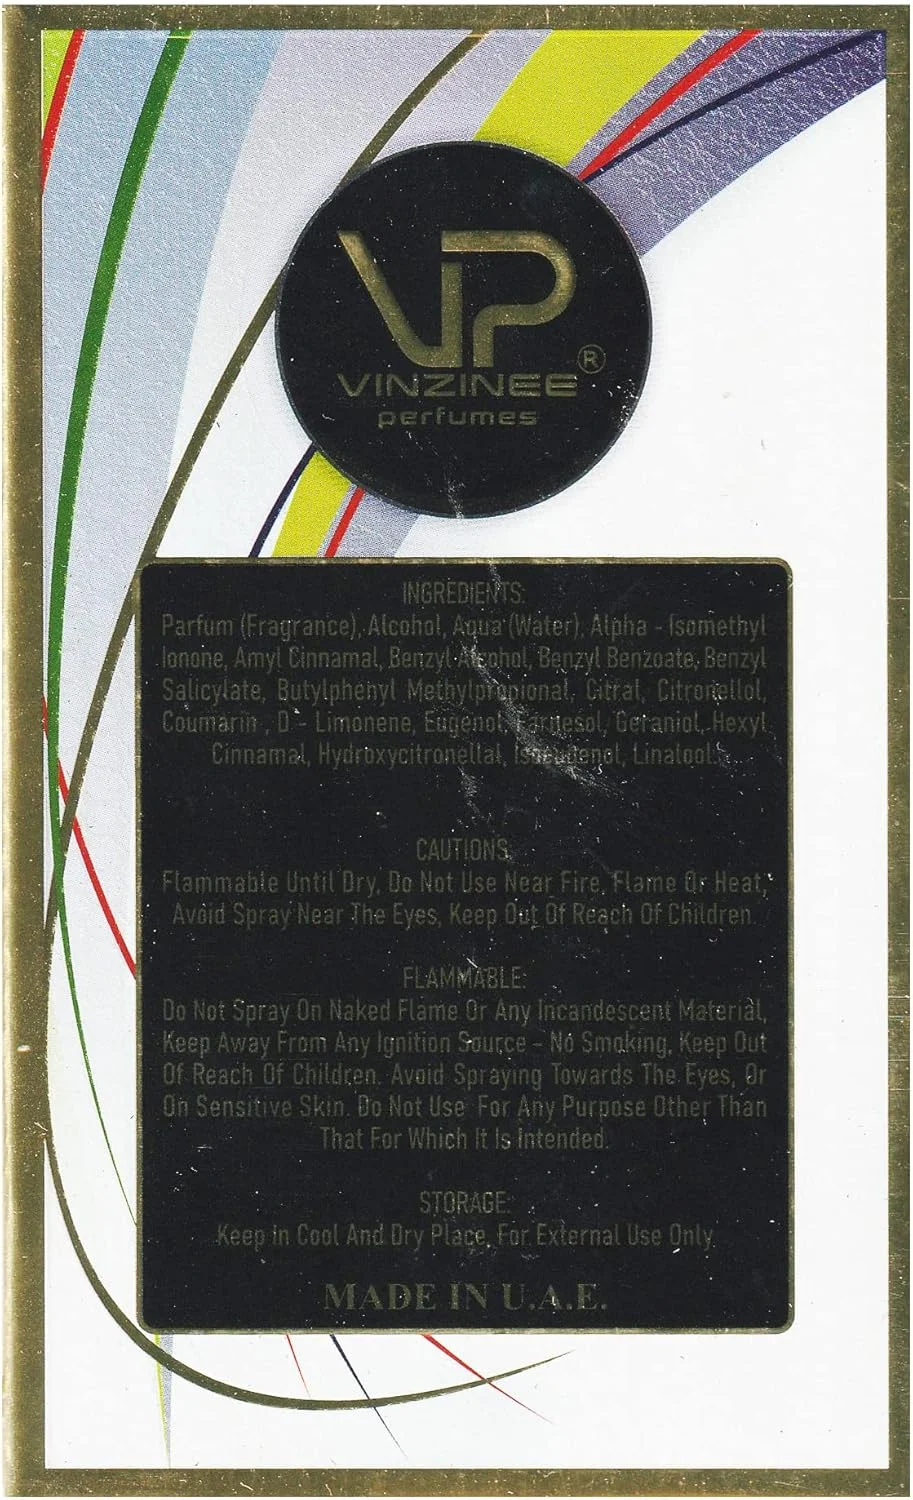 VP
VINZINEE ®
perfumes
INGREDIENTS:
Parfum (Fragrance), Alcohol, Aqua (Water), Alpha - Isomethyl
Ionone, Amyl Cinnamal, Benzyl Alcohol, Benzyl Benzoate, Benzyl
Salicylate, Butylphenyl Methylpropional, Citral, Citronellol,
Coumarin , D - Limonene, Eugenol, Farnesol, Geraniol, Hexyl
Cinnamal, Hydroxycitronellal, Isoeugenol, Linalool.
CAUTIONS
Flammable Until Dry, Do Not Use Near Fire, Flame Or Heat,
Avoid Spray Near The Eyes, Keep Out Of Reach Of Children.
FLAMMABLE:
Do Not Spray On Naked Flame Or Any Incandescent Material,
Keep Away From Any Ignition Source - No Smoking, Keep Out
Of Reach Of Children. Avoid Spraying Towards The Eyes, Or
On Sensitive Skin. Do Not Use For Any Purpose Other Than
That For Which It Is Intended.
STORAGE:
Keep in Cool And Dry Place, For External Use Only
MADE IN U.A.E.